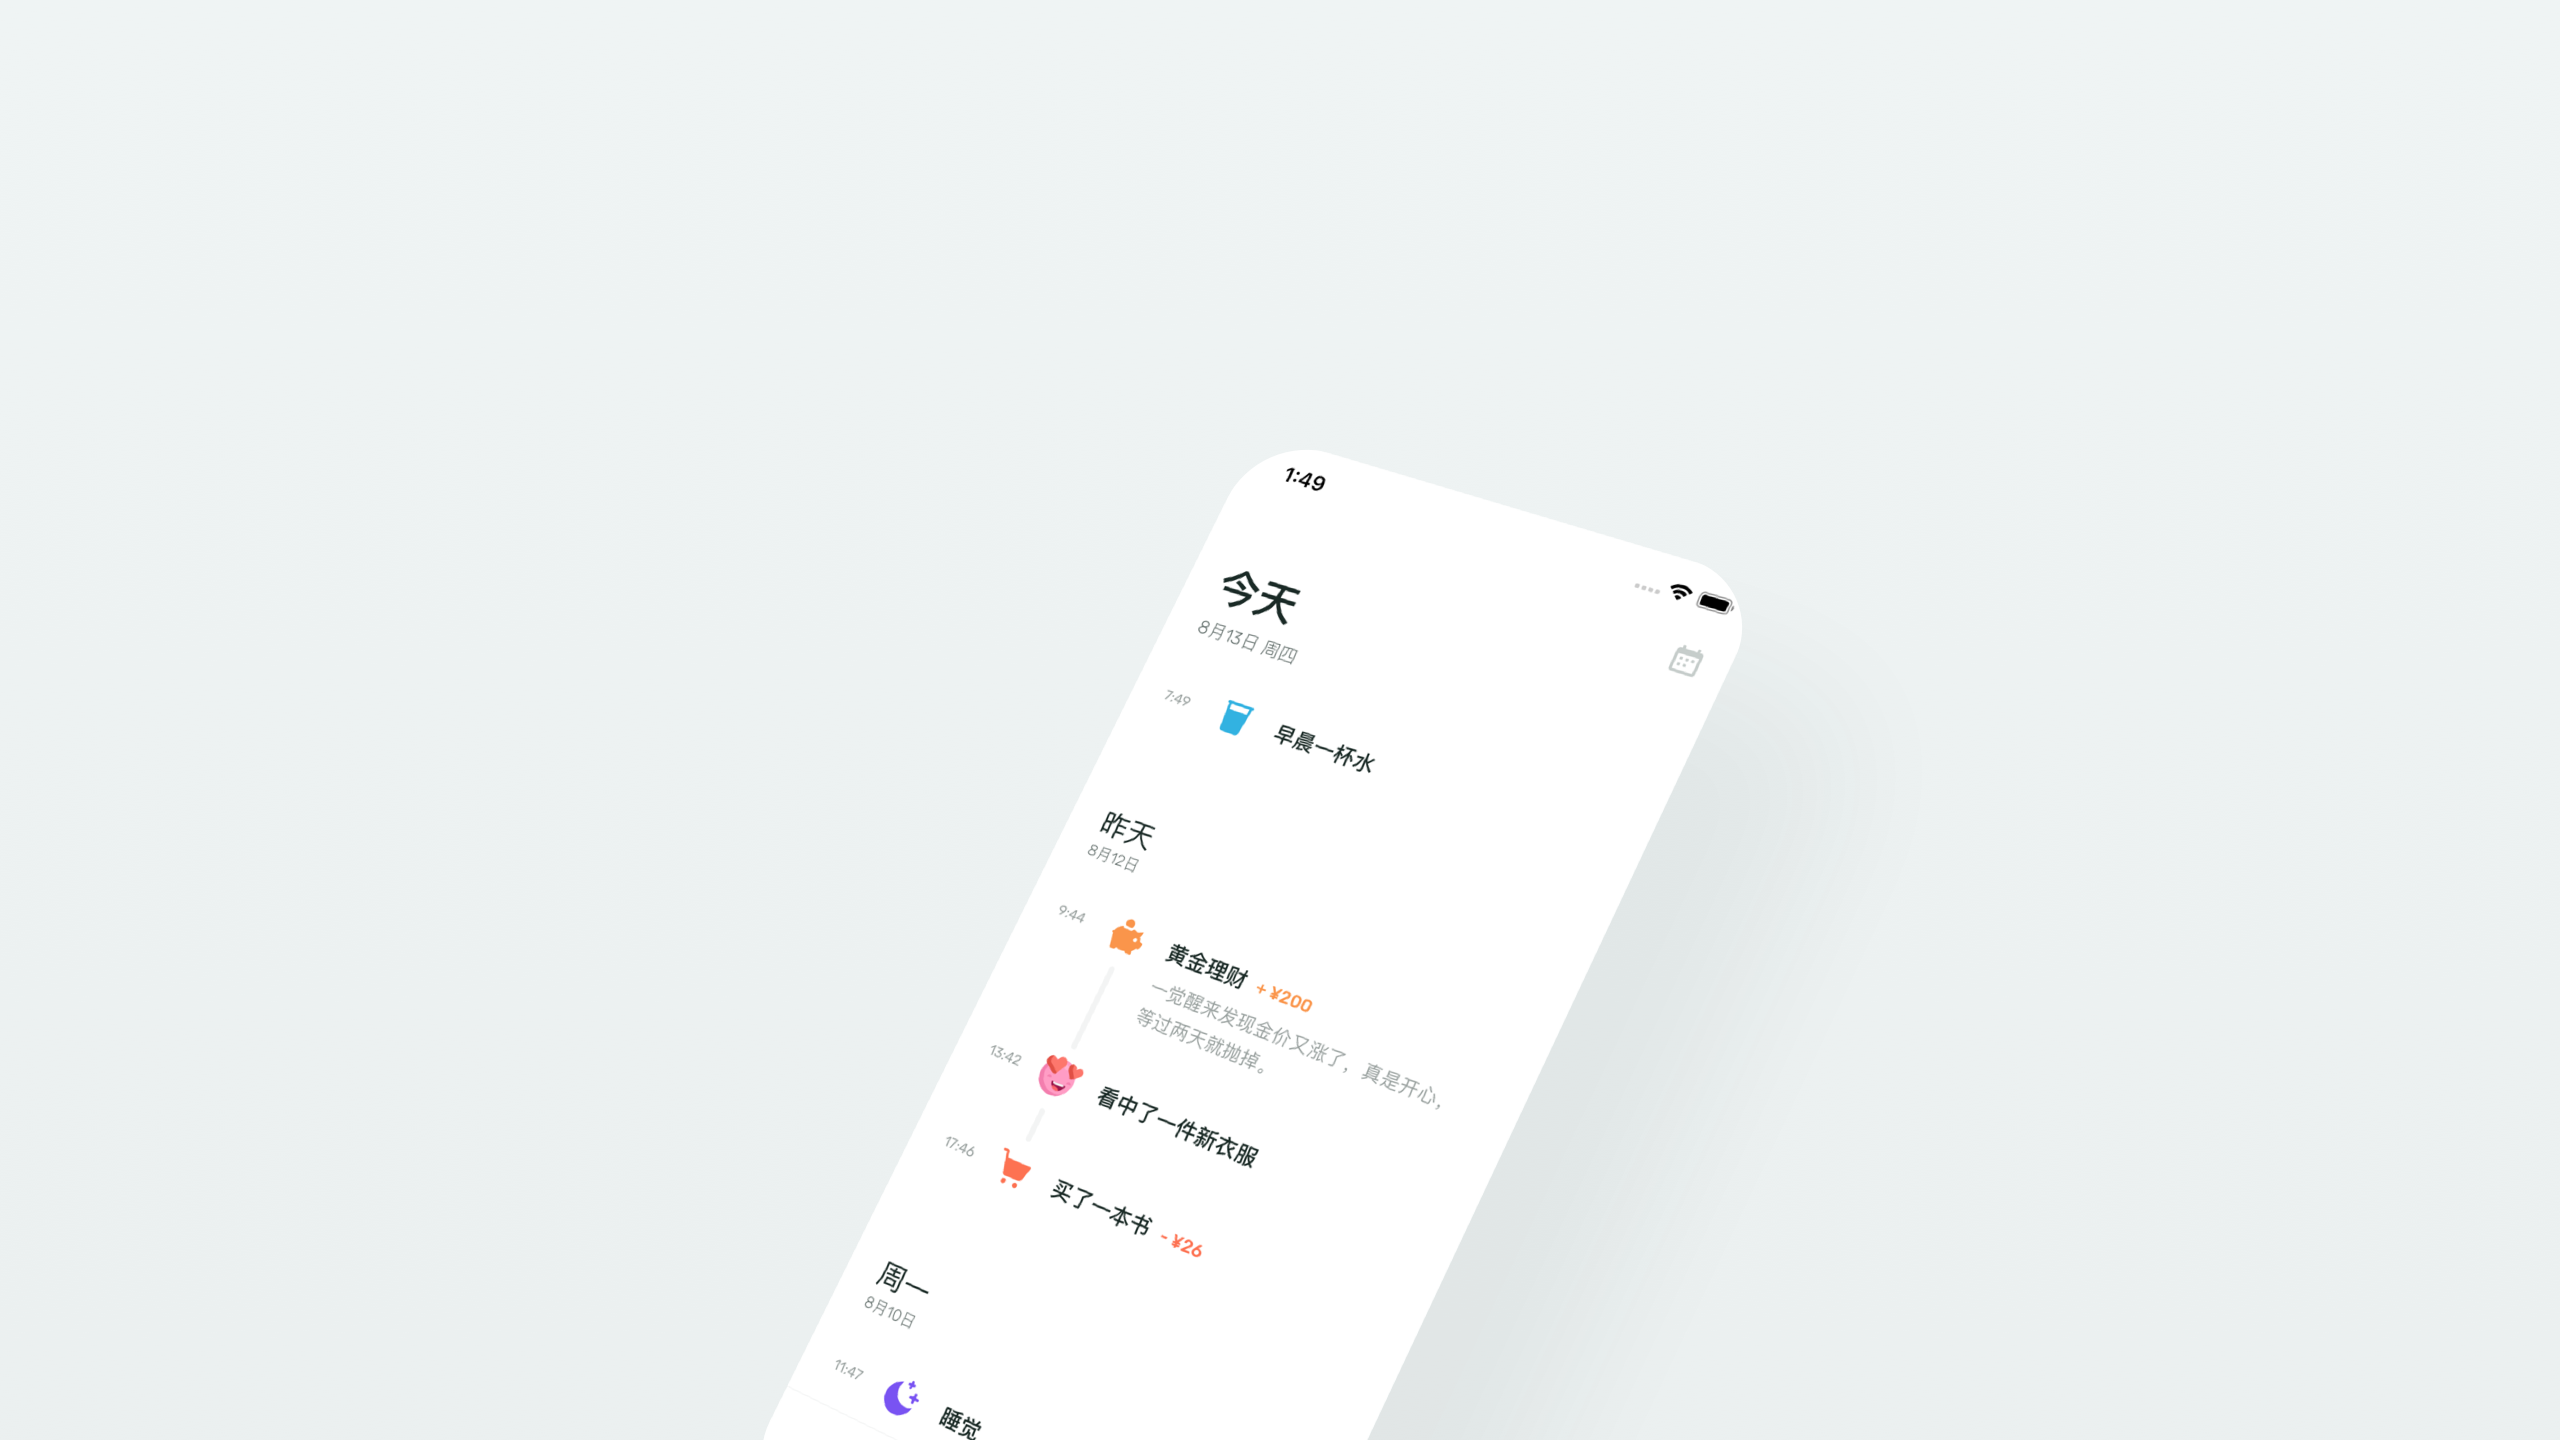 1:49
今天
8月13日 周四
7:49
早晨一杯水
昨天
8月12日
9:44
黄金理财 + ¥200
一觉醒来发现金价又涨了，真是开心，
等过两天就抛掉。
13:42
看中了一件新衣服
17:46
买了一本书 - ¥26
周一
8月10日
11:47
睡觉